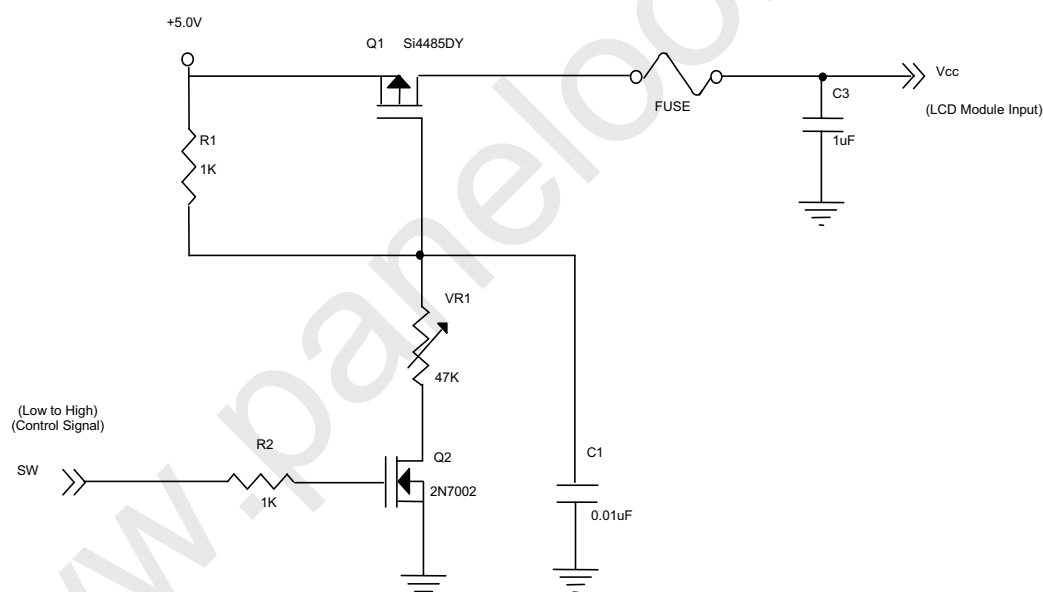 +5.0V
Q1 Si4485DY
Vcc
C3
FUSE
(LCD Module Input)
R1
1uF
1K
VR1
47K
(Low to High)
(Control Signal)
R2
Q2
C1
SW
2N7002
1K
0.01uF
w.paneloo